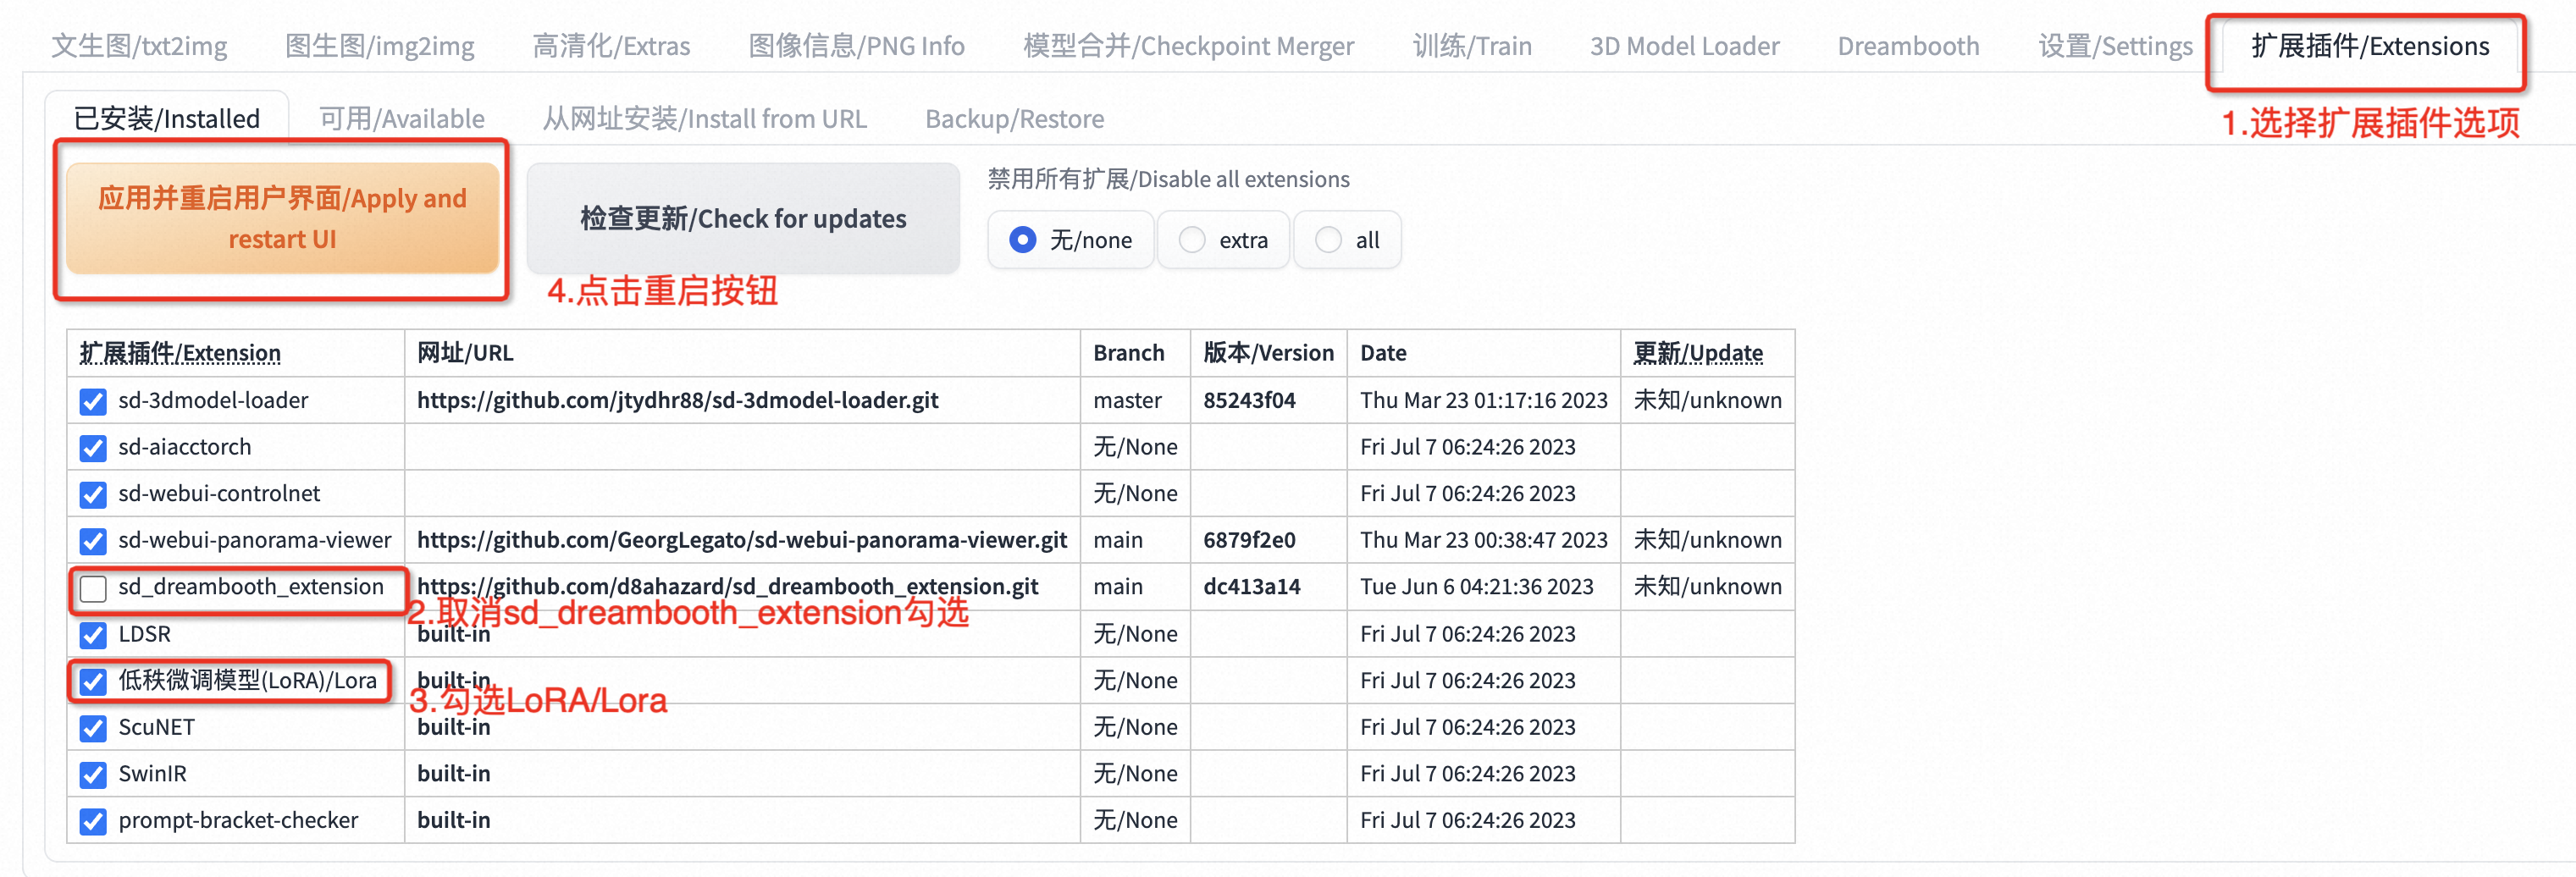 文生图/txt2img 图生图/img2img 高清化/Extras 图像信息/PNG Info 模型合并/Checkpoint Merger 训练/Train 3D Model Loader Dreambooth 设置/Settings 扩展插件/Extensions
已安装/Installed 可用/Available 从网址安装/Install from URL Backup/Restore
1.选择扩展插件选项
应用并重启用户界面/Apply and
restart UI
检查更新/Check for updates
禁用所有扩展/Disable all extensions
无/none extra all
4.点击重启按钮
扩展插件/Extension 网址/URL Branch 版本/Version Date 更新/Update
sd-3dmodel-loader https://github.com/jtydhr88/sd-3dmodel-loader.git master 85243f04 Thu Mar 23 01:17:16 2023 未知/unknown
sd-aiacctorch 无/None Fri Jul 7 06:24:26 2023
sd-webui-controlnet 无/None Fri Jul 7 06:24:26 2023
sd-webui-panorama-viewer https://github.com/GeorgLegato/sd-webui-panorama-viewer.git main 6879f2e0 Thu Mar 23 00:38:47 2023 未知/unknown
sd_dreambooth_extension https://github.com/d8ahazard/sd_dreambooth_extension.git main dc413a14 Tue Jun 6 04:21:36 2023 未知/unknown
2.取消sd_dreambooth_extension勾选
LDSR built-in 无/None Fri Jul 7 06:24:26 2023
低秩微调模型(LoRA)/Lora built-in 无/None Fri Jul 7 06:24:26 2023
3.勾选LoRA/Lora
ScuNET built-in 无/None Fri Jul 7 06:24:26 2023
SwinIR built-in 无/None Fri Jul 7 06:24:26 2023
prompt-bracket-checker built-in 无/None Fri Jul 7 06:24:26 2023